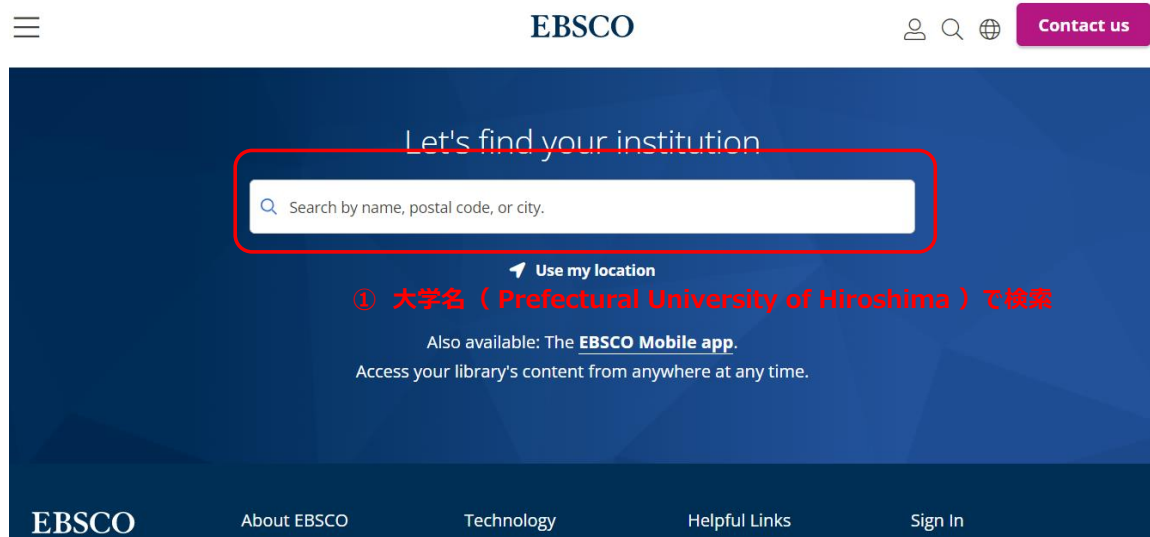 EBSCO
Contact us
Let's find your institution
Search by name, postal code, or city.
Use my location
① 大学名（ Prefectural University of Hiroshima ）で検索
Also available: The EBSCO Mobile app.
Access your library's content from anywhere at any time.
EBSCO About EBSCO Technology Helpful Links Sign In